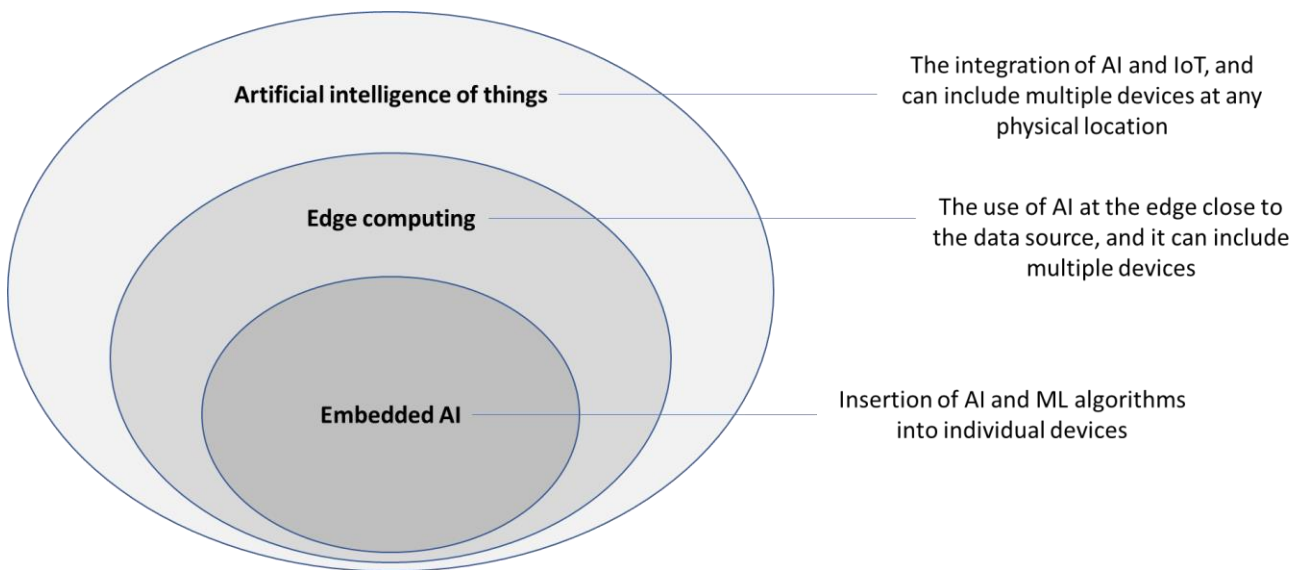 Artificial intelligence of things
The integration of AI and IoT, and
can include multiple devices at any
physical location
Edge computing
The use of AI at the edge close to
the data source, and it can include
multiple devices
Embedded AI
Insertion of AI and ML algorithms
into individual devices